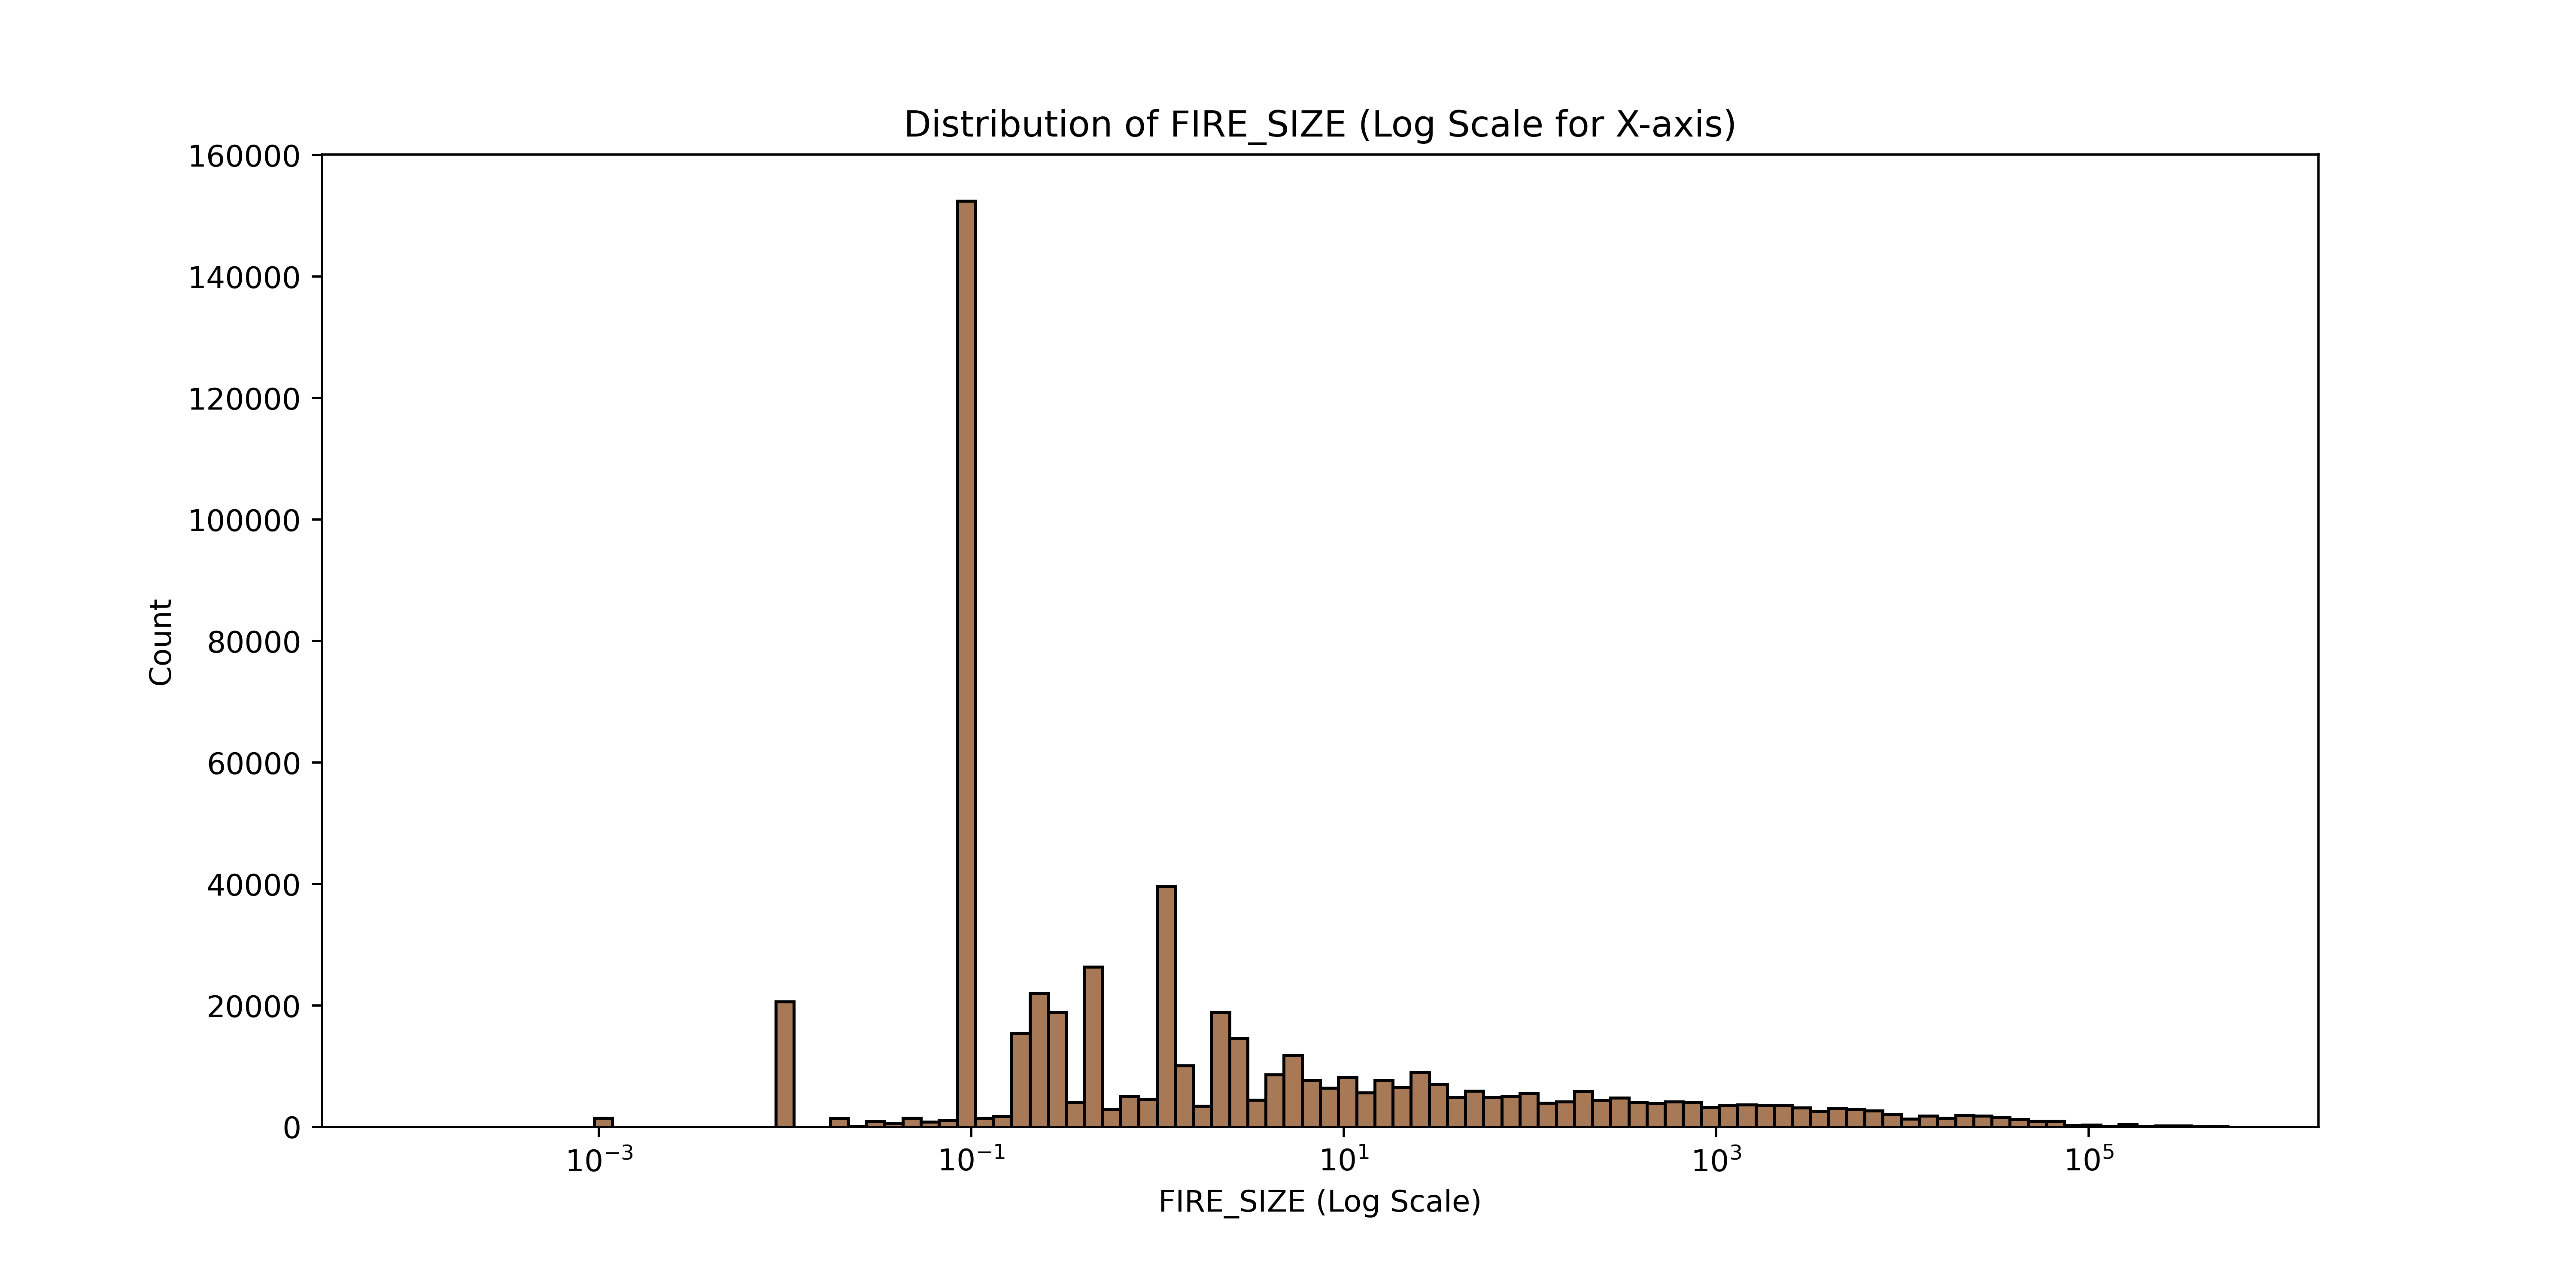 Distribution of FIRE_SIZE (Log Scale for X-axis)
160000
140000
120000
100000
80000
60000
40000
20000
0
Count
10⁻³ 10⁻¹ 10¹ 10³ 10⁵
FIRE_SIZE (Log Scale)